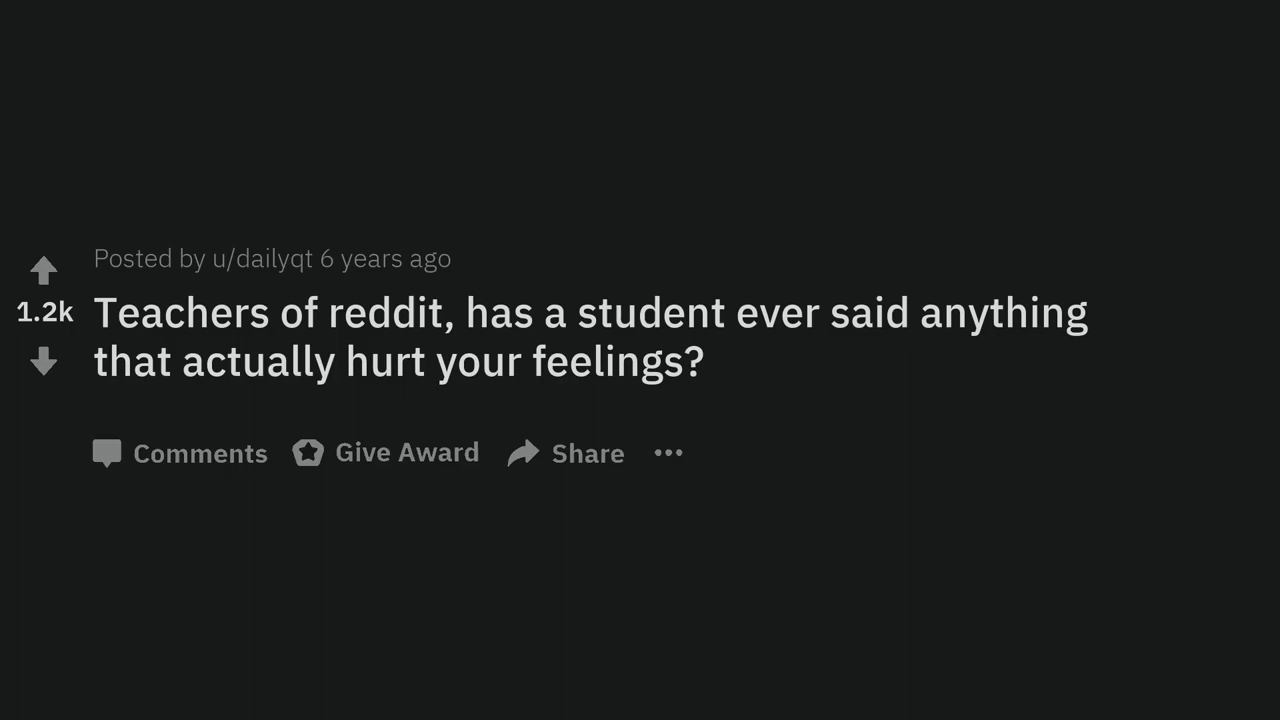 Posted by u/dailyqt 6 years ago
1.2k
Teachers of reddit, has a student ever said anything
that actually hurt your feelings?
Comments Give Award Share •••